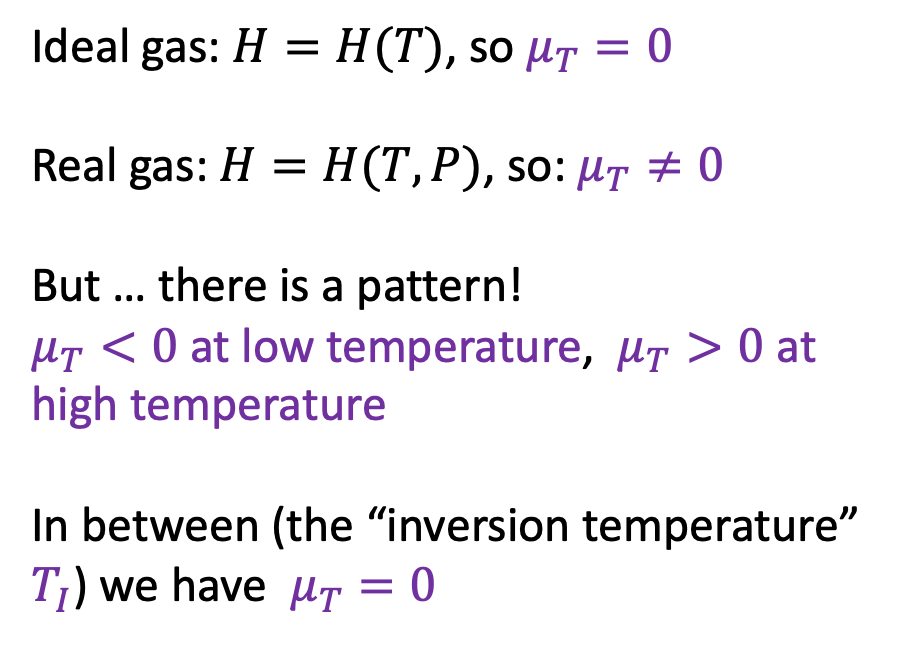 Ideal gas: H = H(T), so μ_T = 0
Real gas: H = H(T, P), so: μ_T ≠ 0
But … there is a pattern!
μ_T < 0 at low temperature, μ_T > 0 at
high temperature
In between (the “inversion temperature”
T_I) we have μ_T = 0